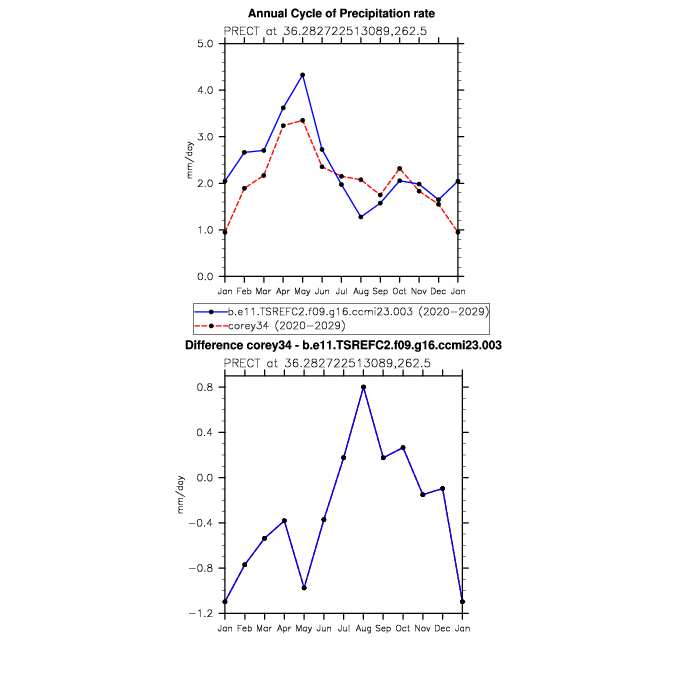 Annual Cycle of Precipitation rate
PRECT at 36.282722513089,262.5
5.0
4.0
3.0
2.0
1.0
0.0
mm/day
Jan Feb Mar Apr May Jun Jul Aug Sep Oct Nov Dec Jan
b.e11.TSREFC2.f09.g16.ccmi23.003 (2020-2029)
corey34 (2020-2029)
Difference corey34 - b.e11.TSREFC2.f09.g16.ccmi23.003
PRECT at 36.282722513089,262.5
0.8
0.4
0.0
-0.4
-0.8
-1.2
mm/day
Jan Feb Mar Apr May Jun Jul Aug Sep Oct Nov Dec Jan